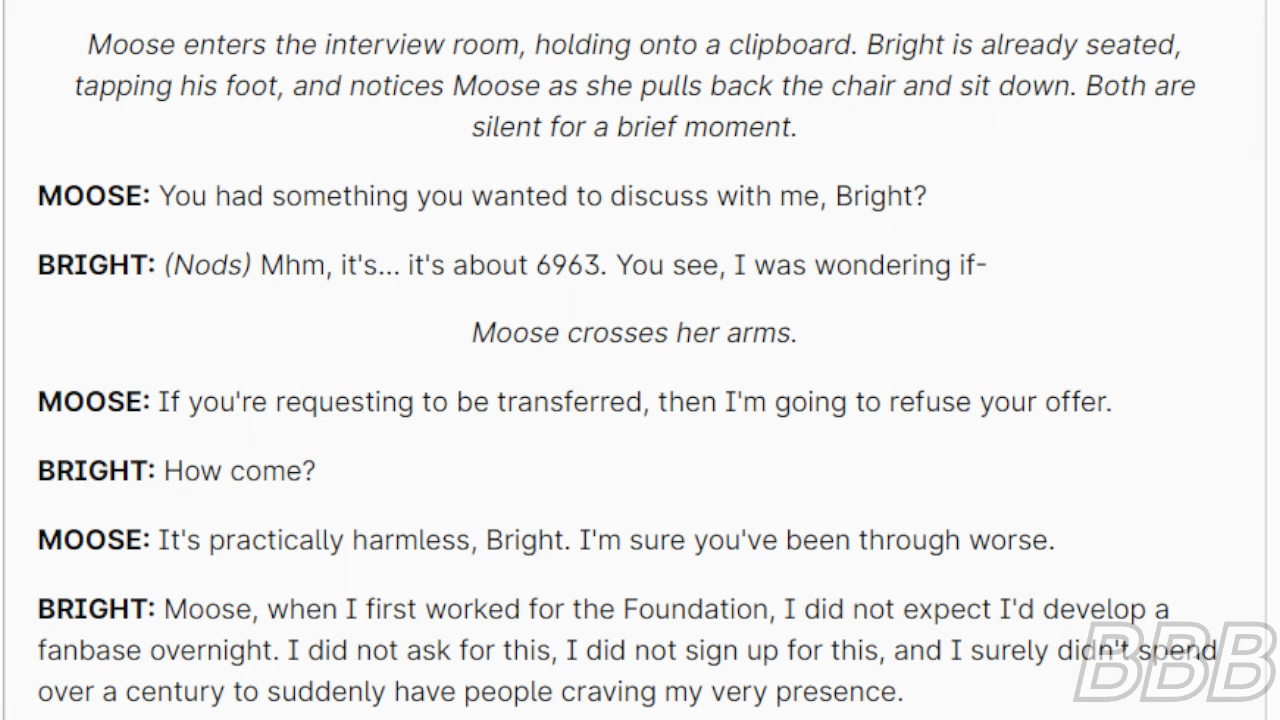 Moose enters the interview room, holding onto a clipboard. Bright is already seated,
tapping his foot, and notices Moose as she pulls back the chair and sit down. Both are
silent for a brief moment.
MOOSE: You had something you wanted to discuss with me, Bright?
BRIGHT: (Nods) Mhm, it's... it's about 6963. You see, I was wondering if-
Moose crosses her arms.
MOOSE: If you're requesting to be transferred, then I'm going to refuse your offer.
BRIGHT: How come?
MOOSE: It's practically harmless, Bright. I'm sure you've been through worse.
BRIGHT: Moose, when I first worked for the Foundation, I did not expect I'd develop a
fanbase overnight. I did not ask for this, I did not sign up for this, and I surely didn't spend
over a century to suddenly have people craving my very presence.
BBB